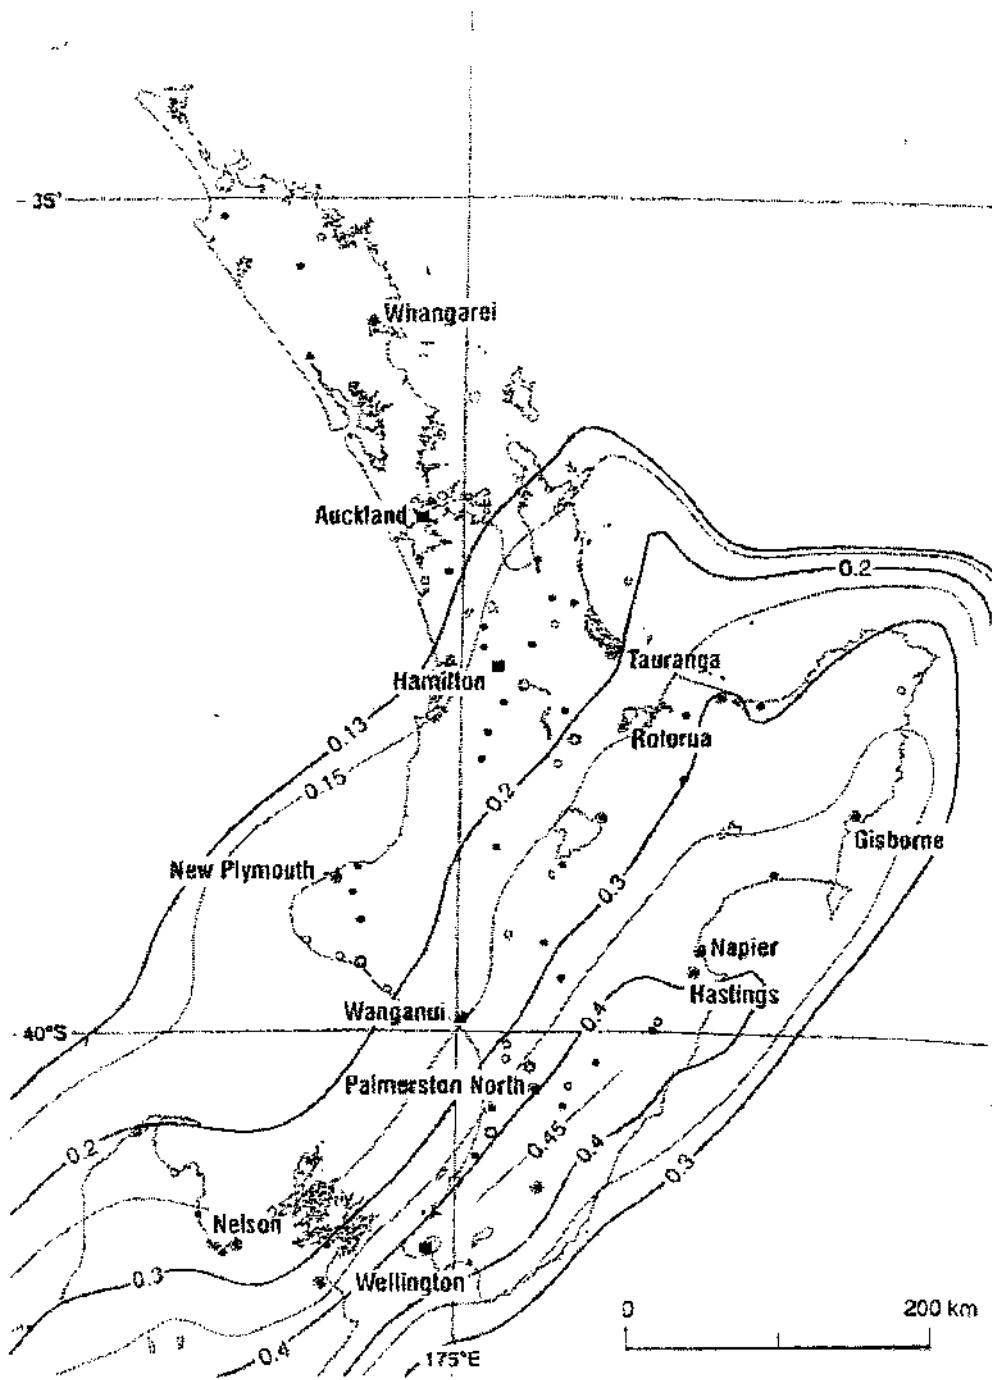 35°
Whangarei
Auckland
0.2
Tauranga
Hamilton
Rotorua
0.13
0.15
0.2
Gisborne
New Plymouth
0.3
Napier
Hastings
Wanganui
0.4
40°S
Palmerston North
0.45
0.4
0.2
0.3
Nelson
0.3
Wellington
0 200 km
0.4
175°E